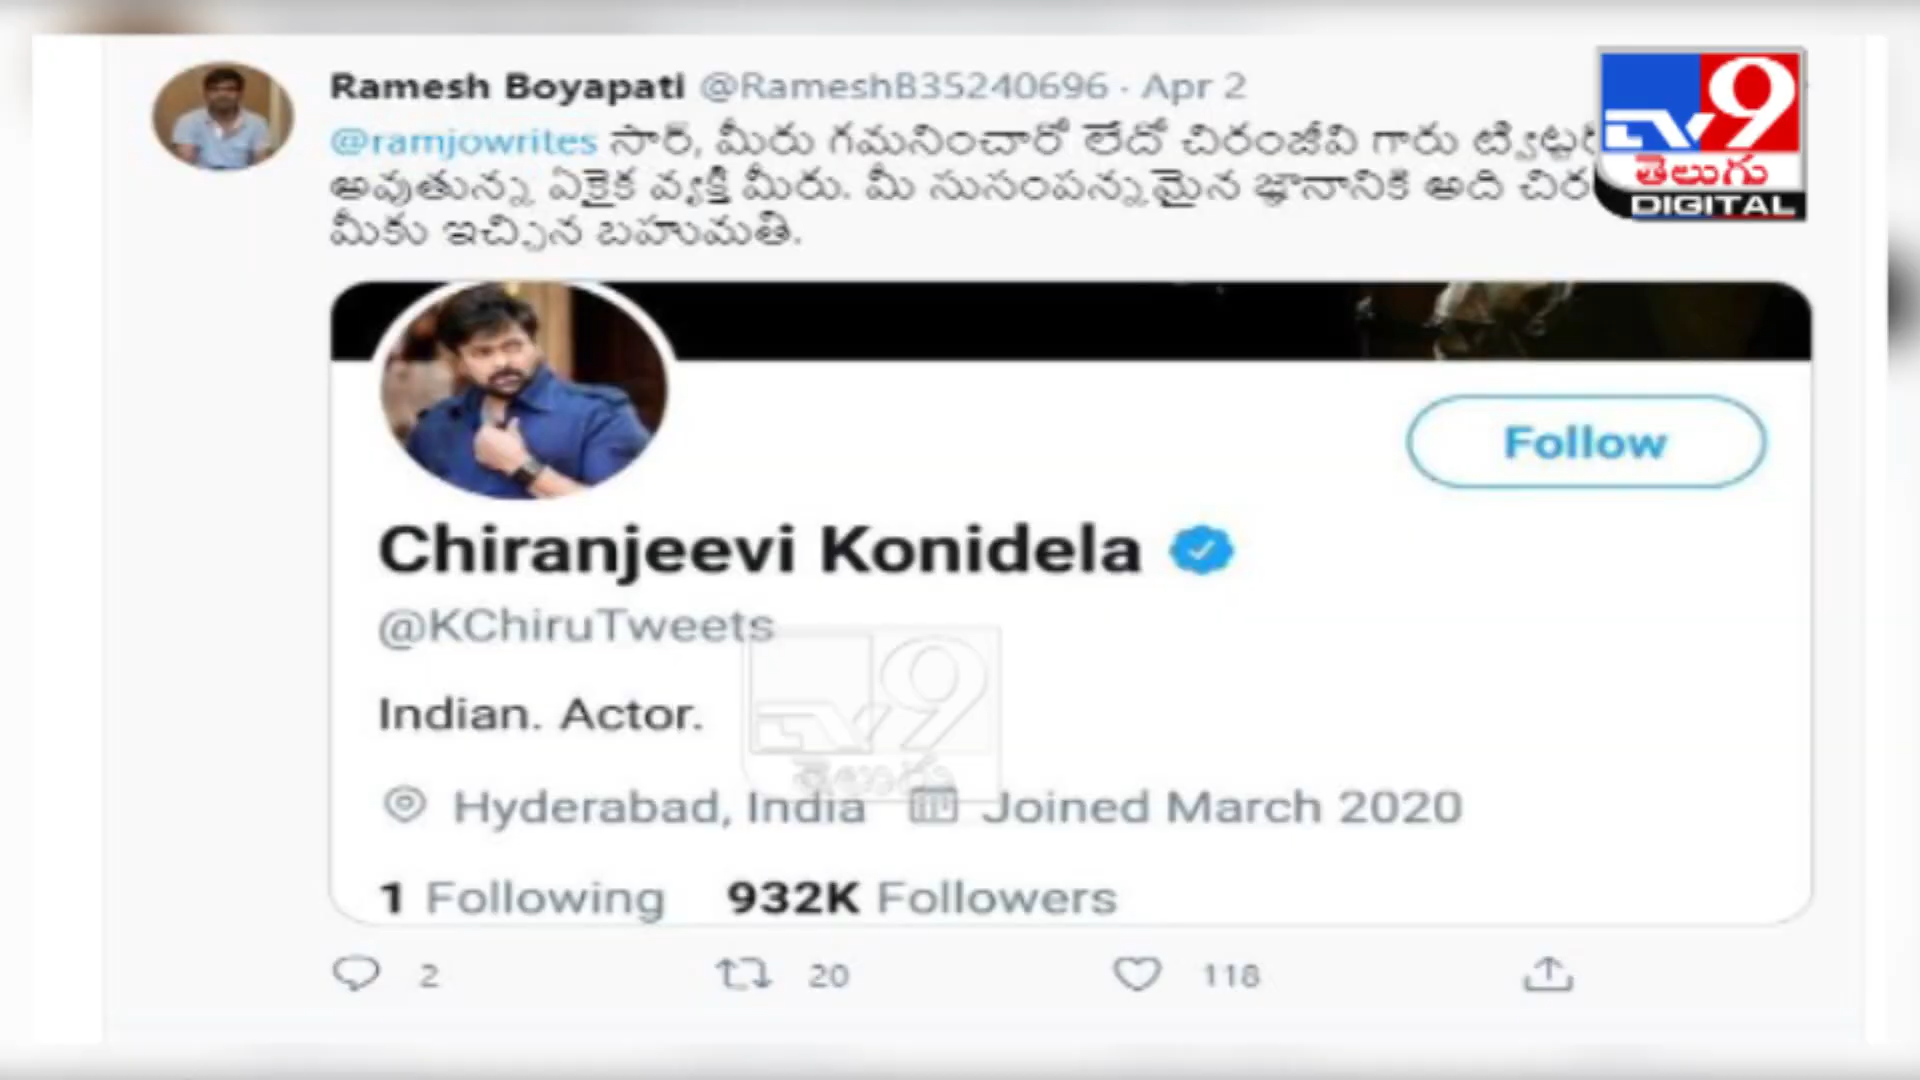 Ramesh Boyapati @RameshB35240696 · Apr 2
@ramjowrites సార్, మీరు గమనించారో లేదో చిరంజీవి గారు
అవుతున్న ఏకైక వ్యక్తి మీరు. మీ సుసంపన్నమైన జ్ఞానానికి అది
మీకు ఇచ్చిన బహుమతి.
TV9
తెలుగు
DIGITAL
Follow
Chiranjeevi Konidela
@KChiruTweets
Indian. Actor.
TV9
తెలుగు
Hyderabad, India Joined March 2020
1 Following 932K Followers
2 20 118